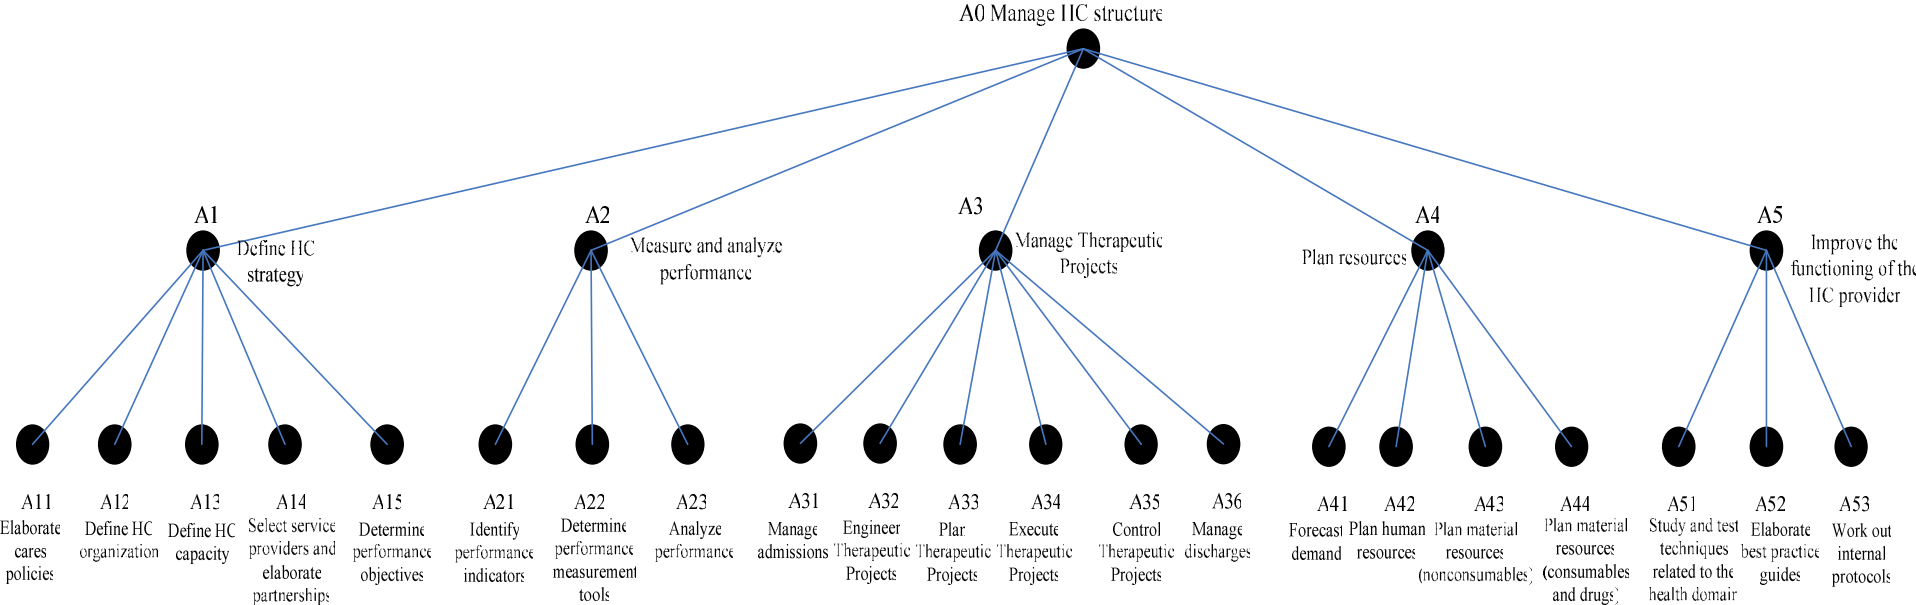 A0 Manage HC structure
A1
Define HC
strategy
A2
Measure and analyze
performance
A3
Manage Therapeutic
Projects
A4
Plan resources
A5
Improve the
functioning of the
HC provider
A11
Elaborate
cares
policies
A12
Define HC
organization
A13
Define HC
capacity
A14
Select service
providers and
elaborate
partnerships
A15
Determine
performance
objectives
A21
Identify
performance
indicators
A22
Determine
performance
measurement
tools
A23
Analyze
performance
A31
Manage
admissions
A32
Engineer
Therapeutic
Projects
A33
Plan
Therapeutic
Projects
A34
Execute
Therapeutic
Projects
A35
Control
Therapeutic
Projects
A36
Manage
discharges
A41
Forecast
demand
A42
Plan human
resources
A43
Plan material
resources
(nonconsumables)
A44
Plan material
resources
(consumables
and drugs)
A51
Study and test
techniques
related to the
health domain
A52
Elaborate
best practice
guides
A53
Work out
internal
protocols